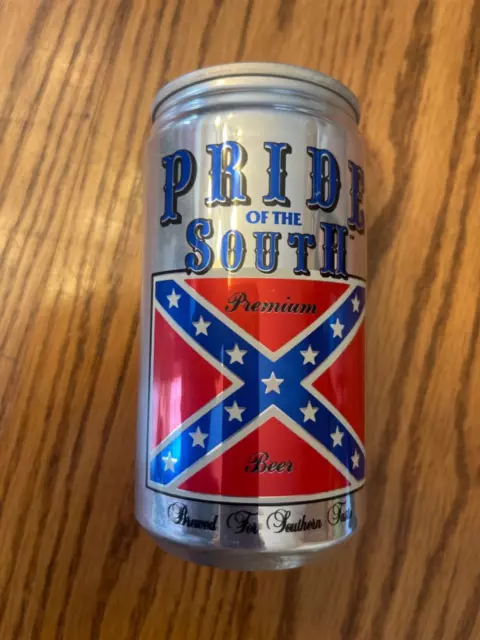 PRIDE
OF THE
SOUTH
Premium
Beer
Brewed For Southern